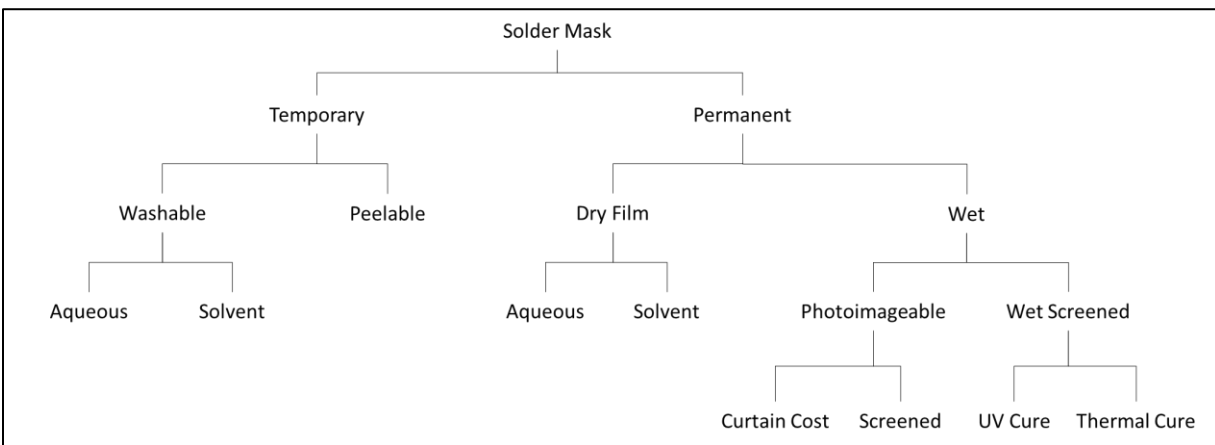 Solder Mask
Temporary Permanent
Washable Peelable Dry Film Wet
Aqueous Solvent Aqueous Solvent Photoimageable Wet Screened
Curtain Cost Screened UV Cure Thermal Cure